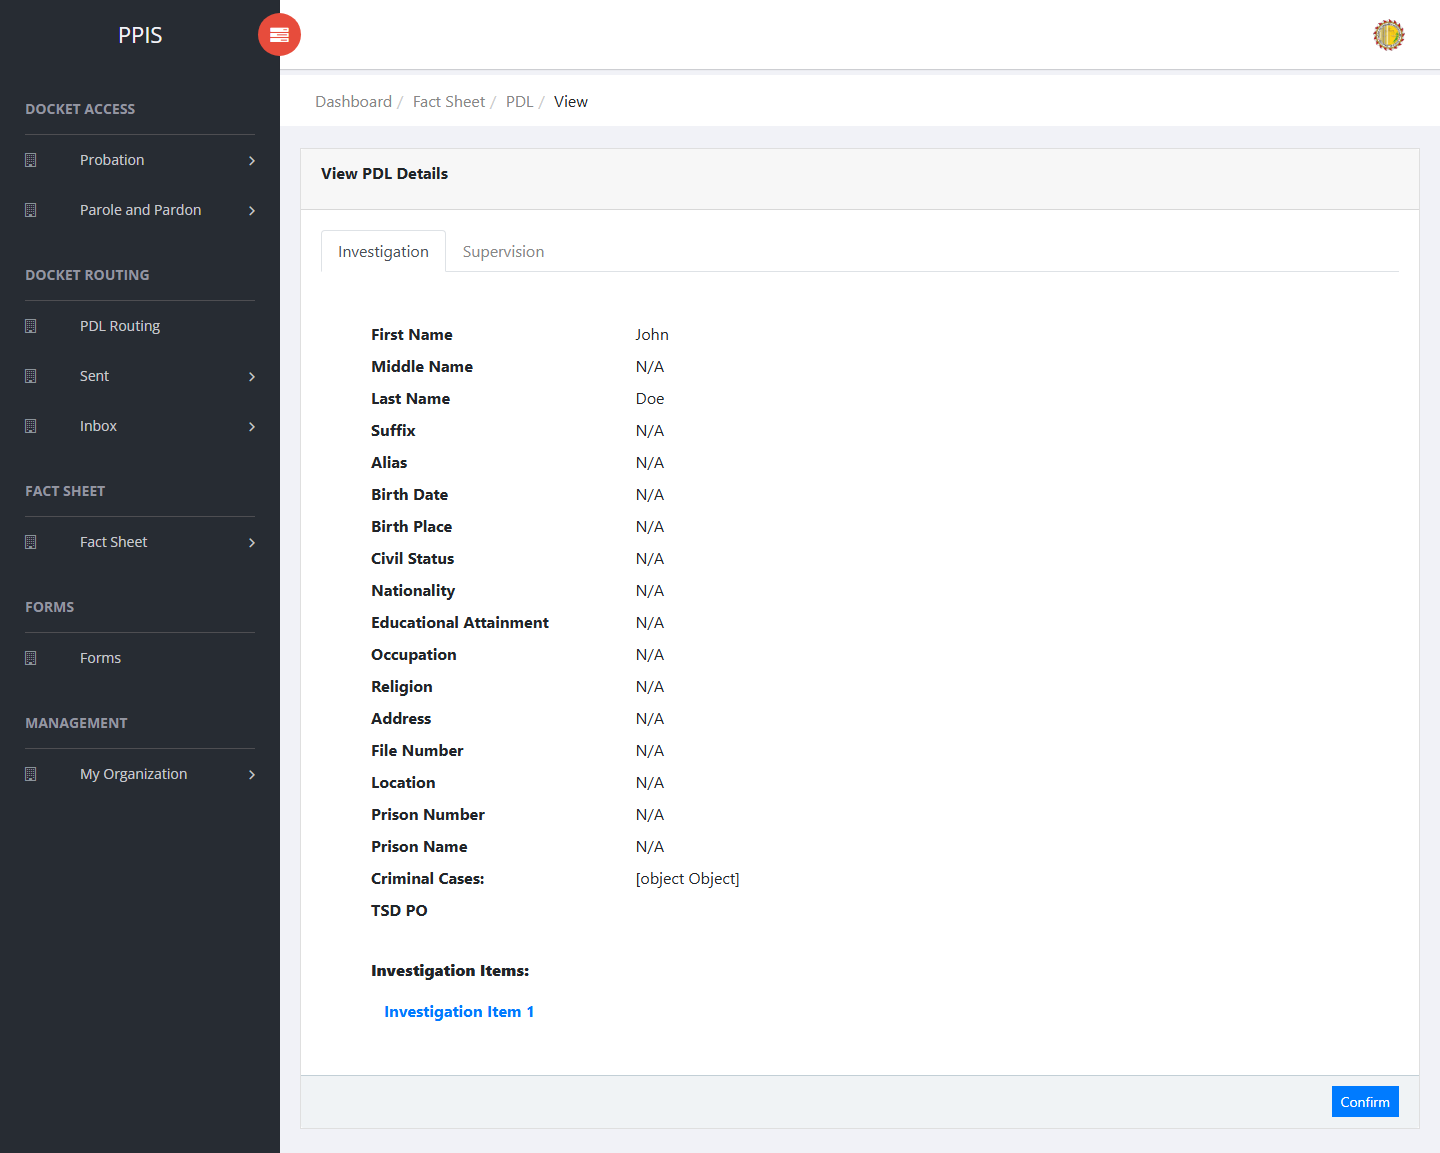 PPIS
DOCKET ACCESS
Probation
Parole and Pardon
DOCKET ROUTING
PDL Routing
Sent
Inbox
FACT SHEET
Fact Sheet
FORMS
Forms
MANAGEMENT
My Organization
Dashboard / Fact Sheet / PDL / View
View PDL Details
Investigation Supervision
First Name John
Middle Name N/A
Last Name Doe
Suffix N/A
Alias N/A
Birth Date N/A
Birth Place N/A
Civil Status N/A
Nationality N/A
Educational Attainment N/A
Occupation N/A
Religion N/A
Address N/A
File Number N/A
Location N/A
Prison Number N/A
Prison Name N/A
Criminal Cases: [object Object]
TSD PO
Investigation Items:
Investigation Item 1
Confirm